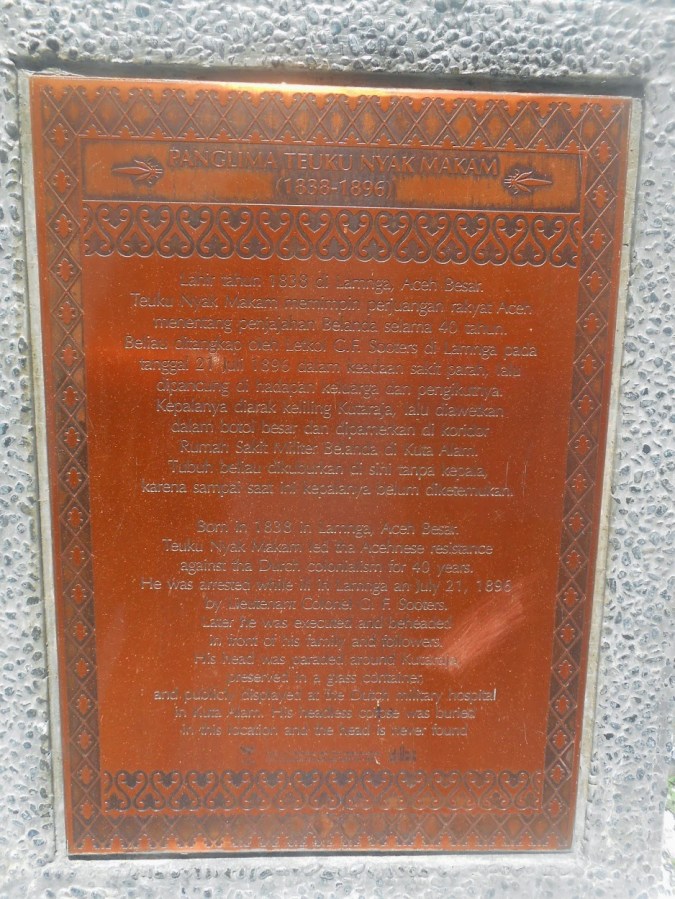 PANGLIMA TEUKU NYAK MAKAM
(1838-1896)
Lahir tahun 1838 di Lamnga, Aceh Besar.
Teuku Nyak Makam memimpin perjuangan rakyat Aceh
menentang penjajahan Belanda selama 40 tahun.
Beliau ditangkap oleh Letkol G.F. Soeters di Lamnga pada
tanggal 21 Juli 1896 dalam keadaan sakit parah, lalu
dipancung di hadapan keluarga dan pengikutnya.
Kepalanya diarak keliling Kutaraja, lalu diawetkan
dalam botol besar dan dipamerkan di koridor
Rumah Sakit Militer Belanda di Kuta Alam.
Tubuh beliau dikuburkan di sini tanpa kepala,
karena sampai saat ini kepalanya belum diketemukan.
Born in 1838 in Lamnga, Aceh Besar.
Teuku Nyak Makam led the Acehnese resistance
against tha Durch colonialism for 40 years.
He was arrested while ill in Lamnga an July 21, 1896
by Lieutenant Colonel G. F. Soeters.
Later he was executed and beheaded
in front of his family and followers.
His head was paraded around Kutaraja,
preserved in a glass container,
and publicly displayed at the Dutch military hospital
in Kuta Alam. His headless copse was buried
in this location and the head is never found